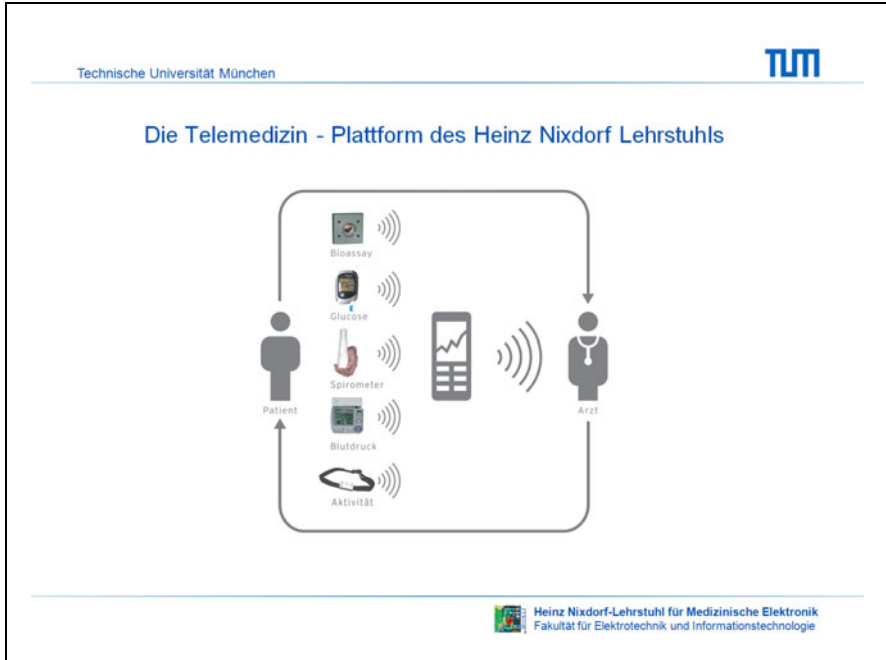 TUM
Technische Universität München
Die Telemedizin - Plattform des Heinz Nixdorf Lehrstuhls
Bioassay
Glucose
Spirometer
Patient
Arzt
Blutdruck
Aktivität
Heinz Nixdorf-Lehrstuhl für Medizinische Elektronik
Fakultät für Elektrotechnik und Informationstechnologie